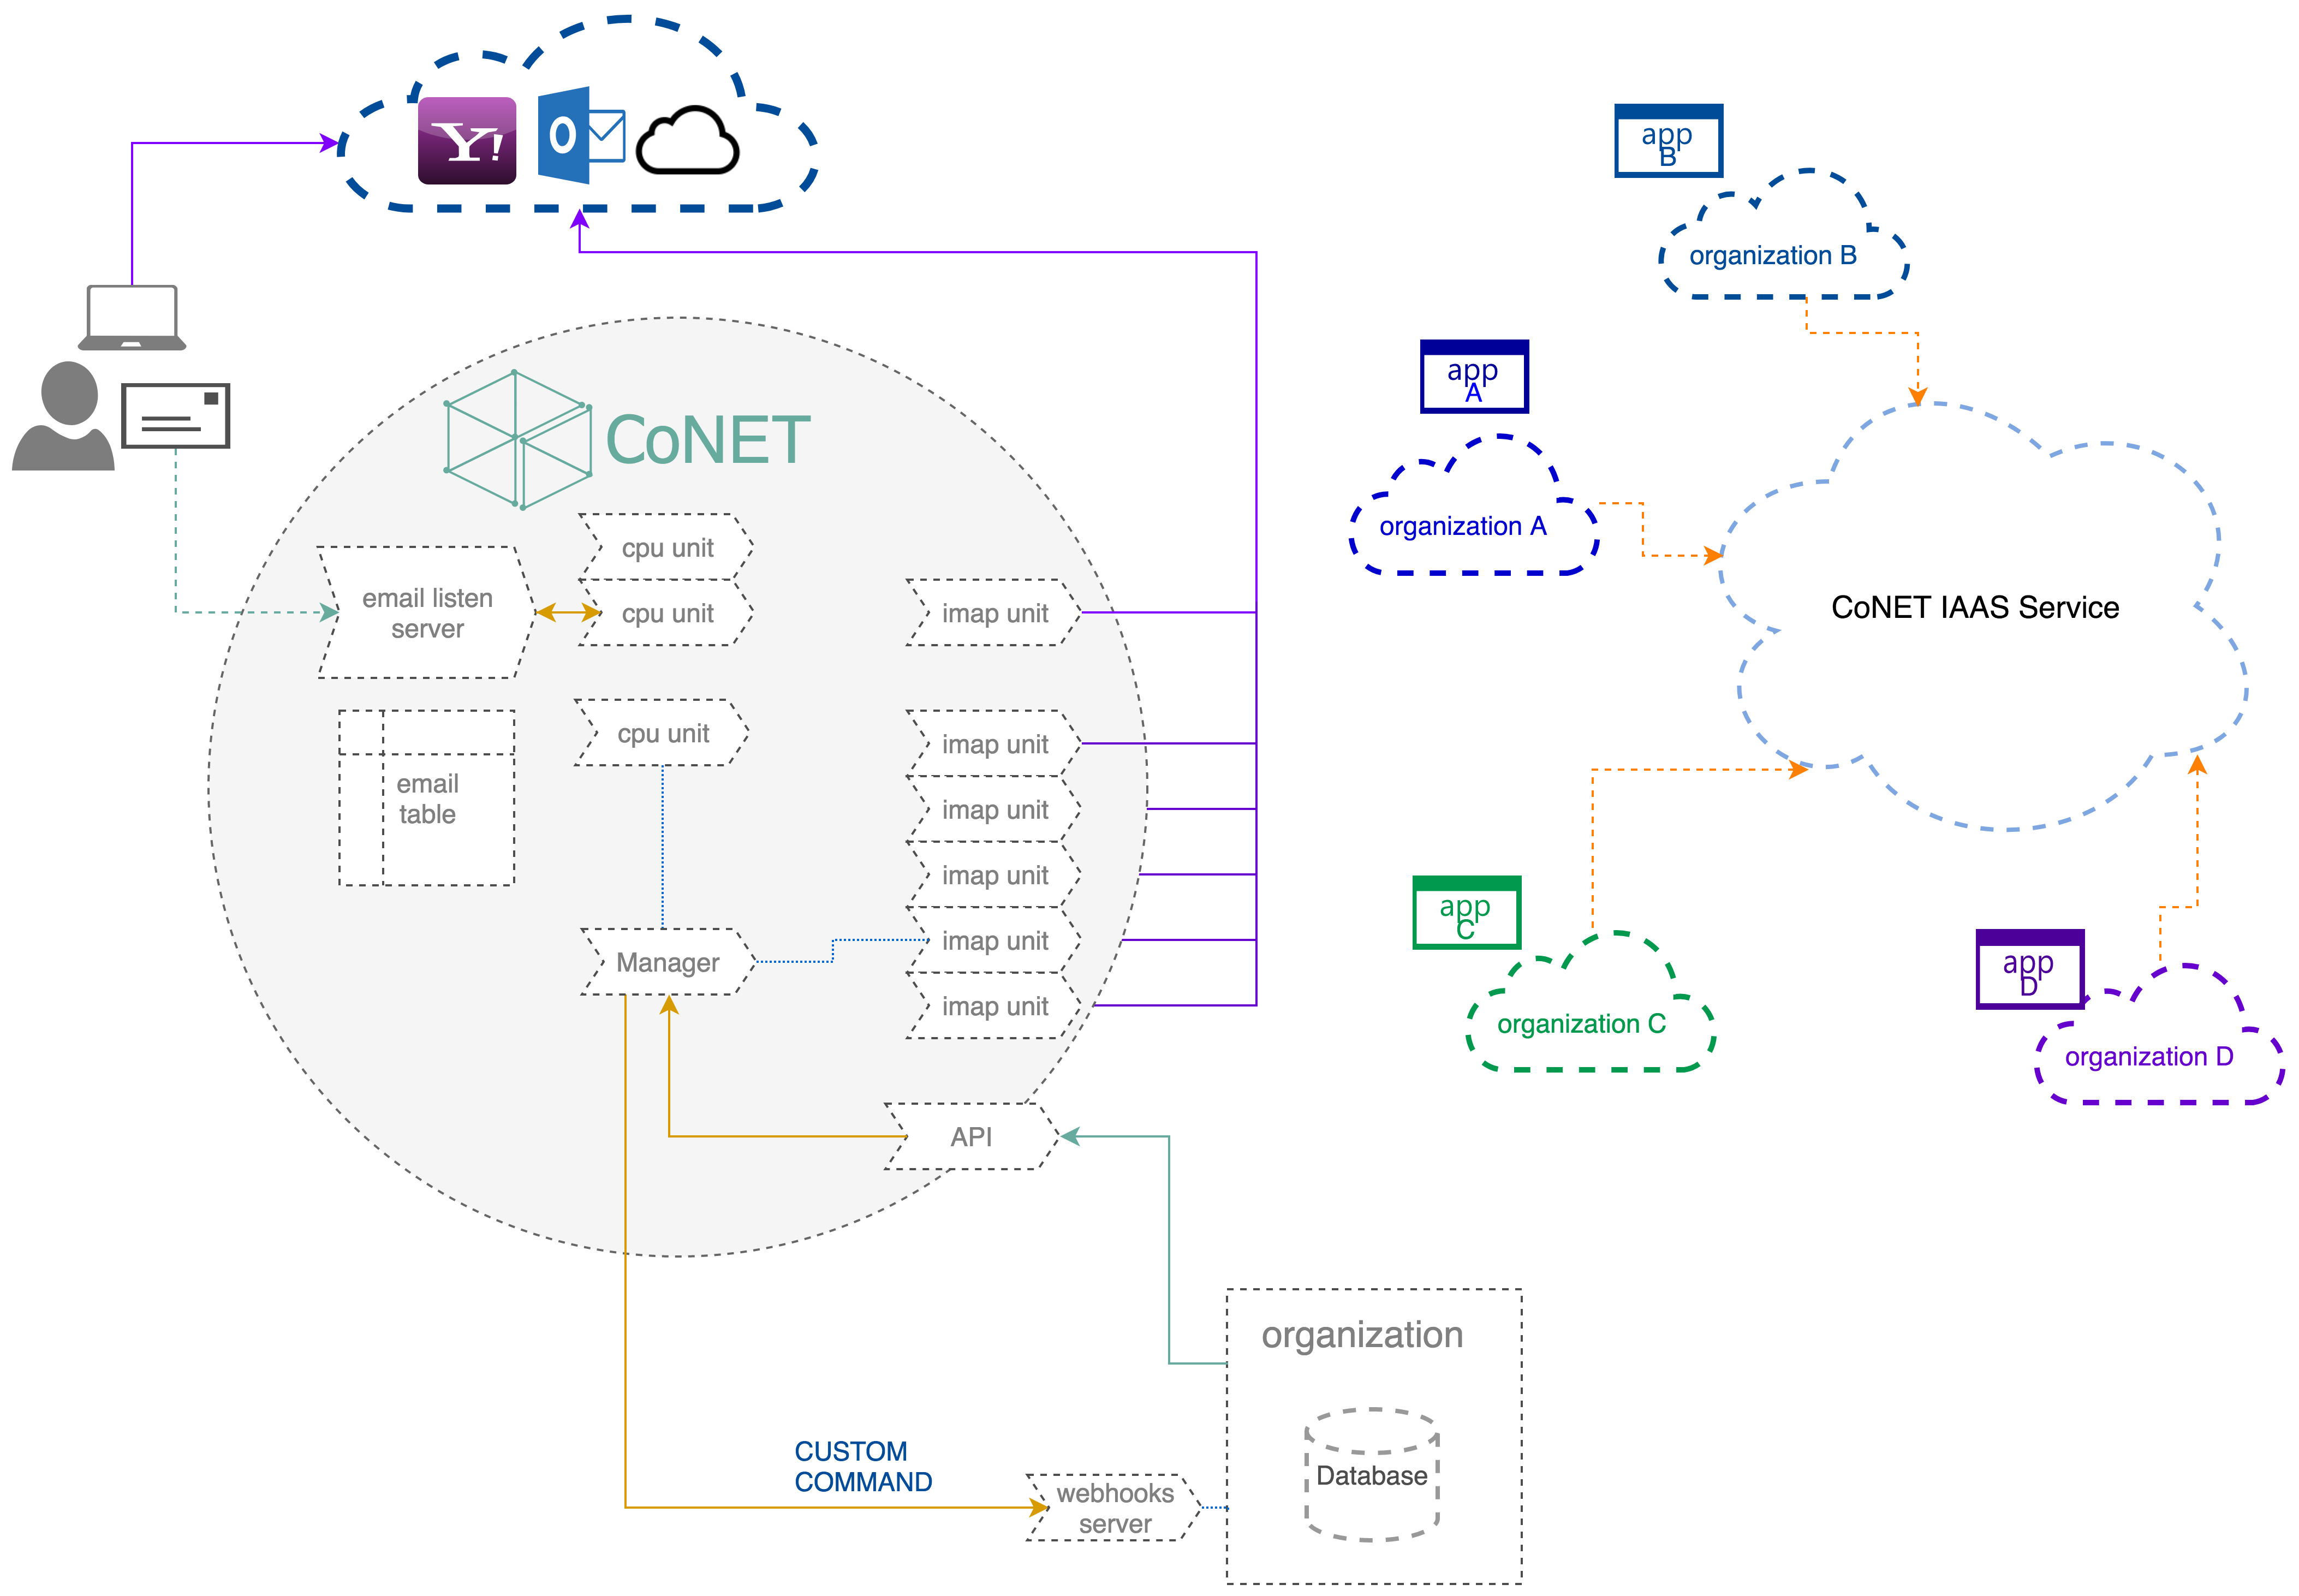 Y!
O
app
B
organization B
app
A
organization A
CoNET
cpu unit
cpu unit
email listen
server
imap unit
CoNET IAAS Service
cpu unit
imap unit
email
table
imap unit
imap unit
imap unit
imap unit
Manager
app
C
organization C
app
D
organization D
API
organization
Database
CUSTOM
COMMAND
webhooks
server